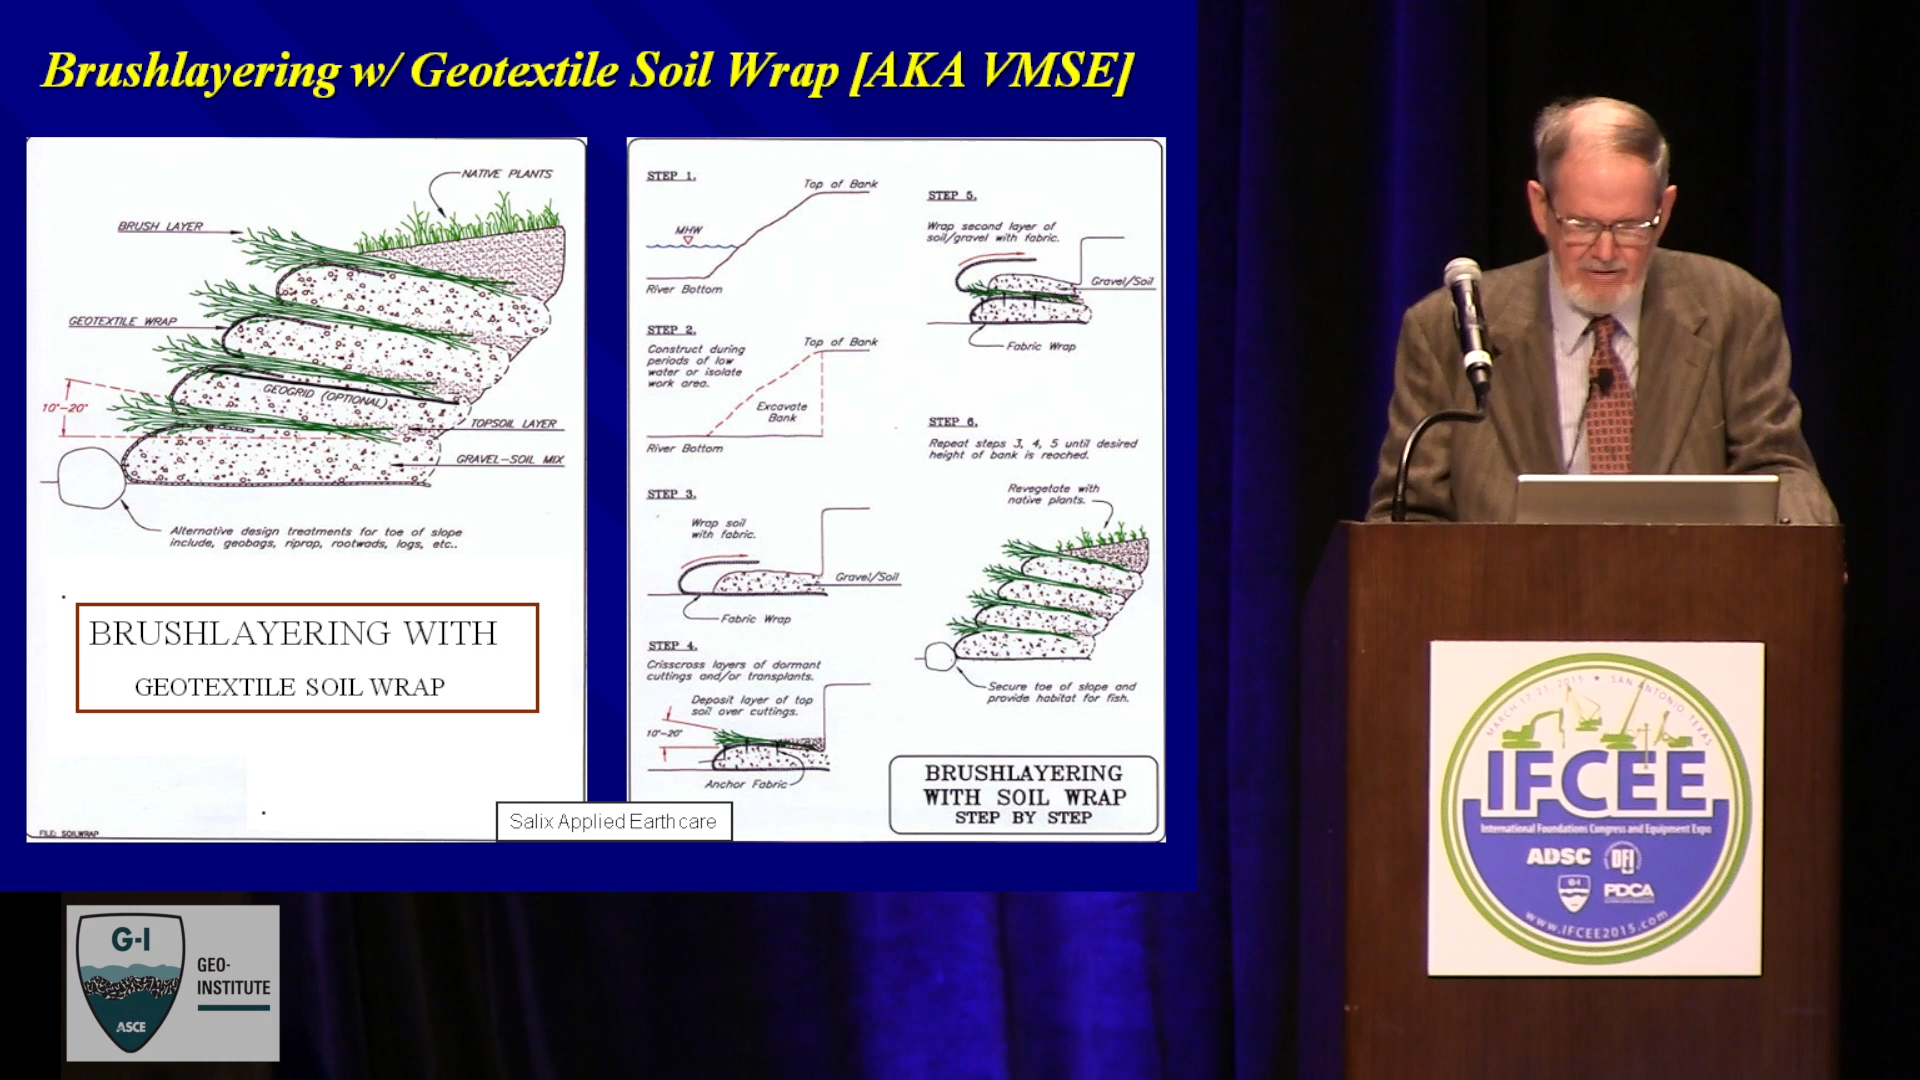 Brushlayering w/ Geotextile Soil Wrap [AKA VMSE]
NATIVE PLANTS
BRUSH LAYER
GEOTEXTILE WRAP
GEOGRID (OPTIONAL)
10°-20°
TOPSOIL LAYER
GRAVEL-SOIL MIX
Alternative design treatments for toe of slope
include, geobags, riprap, rootwads, logs, etc..
BRUSHLAYERING WITH
GEOTEXTILE SOIL WRAP
FILE: SOILWRAP
STEP 1.
Top of Bank
MHW
River Bottom
STEP 2.
Construct during
periods of low
water or isolate
work area.
Top of Bank
Excavate
Bank
River Bottom
STEP 3.
Wrap soil
with fabric.
Gravel/Soil
Fabric Wrap
STEP 4.
Crisscross layers of dormant
cuttings and/or transplants.
Deposit layer of top
soil over cuttings.
10°-20°
Anchor Fabric
STEP 5.
Wrap second layer of
soil/gravel with fabric.
Gravel/Soil
Fabric Wrap
STEP 6.
Repeat steps 3, 4, 5 until desired
height of bank is reached.
Revegetate with
native plants.
Secure toe of slope and
provide habitat for fish.
BRUSHLAYERING
WITH SOIL WRAP
STEP BY STEP
Salix Applied Earthcare
G-I
ASCE
GEO-
INSTITUTE
MARCH 17-21, 2015 ★ SAN ANTONIO, TEXAS
IFCEE
International Foundations Congress and Equipment Expo
ADSC
DFI
G-I
PDCA
www.IFCEE2015.com